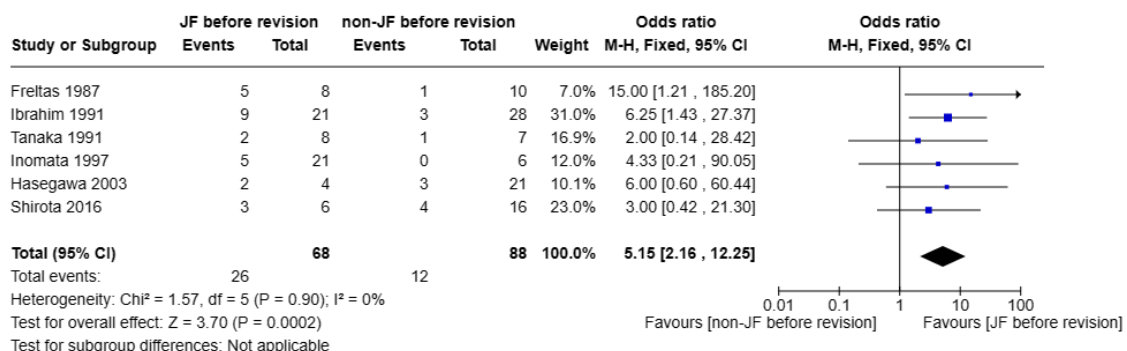 JF before revision non-JF before revision Odds ratio Odds ratio
Study or Subgroup Events Total Events Total Weight M-H, Fixed, 95% CI M-H, Fixed, 95% CI
Freltas 1987 5 8 1 10 7.0% 15.00 [1.21 , 185.20]
Ibrahim 1991 9 21 3 28 31.0% 6.25 [1.43 , 27.37]
Tanaka 1991 2 8 1 7 16.9% 2.00 [0.14 , 28.42]
Inomata 1997 5 21 0 6 12.0% 4.33 [0.21 , 90.05]
Hasegawa 2003 2 4 3 21 10.1% 6.00 [0.60 , 60.44]
Shirota 2016 3 6 4 16 23.0% 3.00 [0.42 , 21.30]
Total (95% CI) 68 88 100.0% 5.15 [2.16 , 12.25]
Total events: 26 12
Heterogeneity: Chi² = 1.57, df = 5 (P = 0.90); I² = 0%
0.01 0.1 1 10 100
Test for overall effect: Z = 3.70 (P = 0.0002)
Favours [non-JF before revision] Favours [JF before revision]
Test for subgroup differences: Not applicable